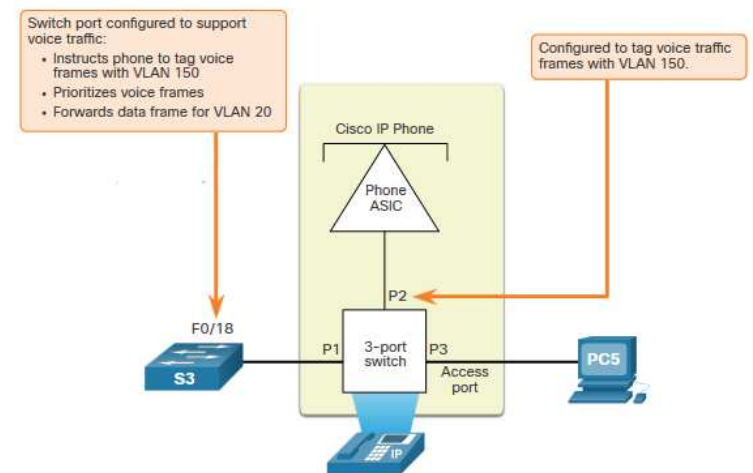 Switch port configured to support
voice traffic:
• Instructs phone to tag voice
frames with VLAN 150
• Prioritizes voice frames
• Forwards data frame for VLAN 20
Configured to tag voice traffic
frames with VLAN 150.
Cisco IP Phone
Phone
ASIC
P2
F0/18
P1
3-port
switch
P3
Access
port
S3
PC5
IP